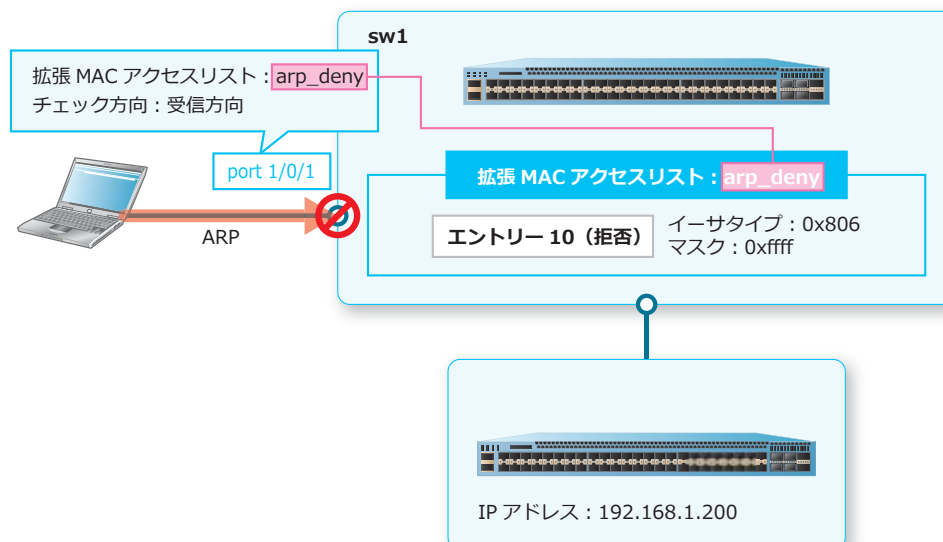 sw1
拡張 MAC アクセスリスト：arp_deny
チェック方向：受信方向
port 1/0/1
ARP
拡張 MAC アクセスリスト：arp_deny
エントリー 10（拒否）
イーサタイプ：0x806
マスク：0xffff
IP アドレス：192.168.1.200